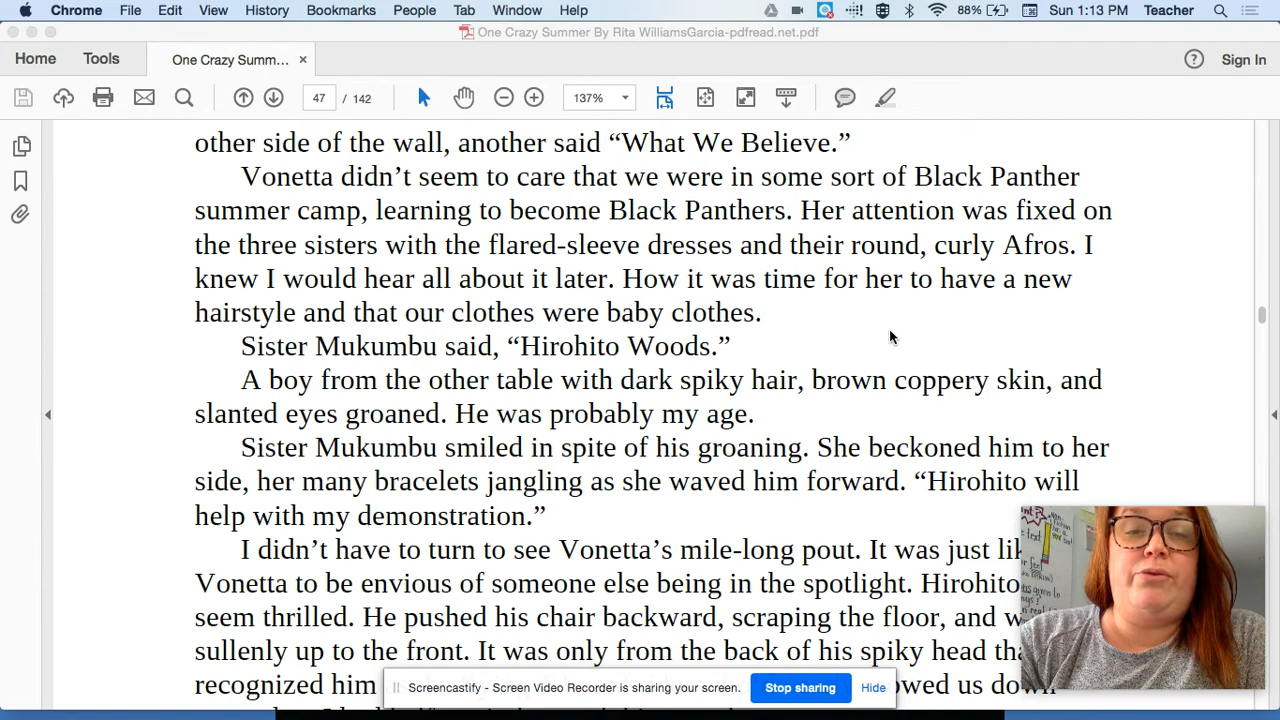 Chrome File Edit View History Bookmarks People Tab Window Help 88% Sun 1:13 PM Teacher
One Crazy Summer By Rita WilliamsGarcia-pdfread.net.pdf
Home Tools One Crazy Summ... × ? Sign In
47 / 142 137%
other side of the wall, another said “What We Believe.”
Vonetta didn’t seem to care that we were in some sort of Black Panther
summer camp, learning to become Black Panthers. Her attention was fixed on
the three sisters with the flared-sleeve dresses and their round, curly Afros. I
knew I would hear all about it later. How it was time for her to have a new
hairstyle and that our clothes were baby clothes.
Sister Mukumbu said, “Hirohito Woods.”
A boy from the other table with dark spiky hair, brown coppery skin, and
slanted eyes groaned. He was probably my age.
Sister Mukumbu smiled in spite of his groaning. She beckoned him to her
side, her many bracelets jangling as she waved him forward. “Hirohito will
help with my demonstration.”
I didn’t have to turn to see Vonetta’s mile-long pout. It was just
Vonetta to be envious of someone else being in the spotlight. Hirohito
seem thrilled. He pushed his chair backward, scraping the floor, and
sullenly up to the front. It was only from the back of his spiky head
recognized him us
Screencastify - Screen Video Recorder is sharing your screen. Stop sharing Hide